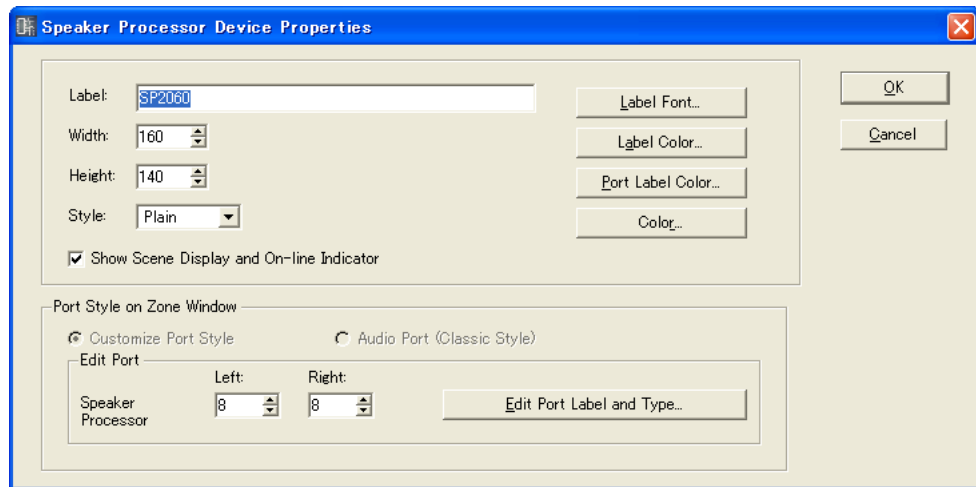 Speaker Processor Device Properties
Label: SP2060 Label Font... OK
Width: 160 Label Color... Cancel
Height: 140 Port Label Color...
Style: Plain Color...
Show Scene Display and On-line Indicator
Port Style on Zone Window
Customize Port Style Audio Port (Classic Style)
Edit Port
Left: Right:
Speaker Processor 8 8 Edit Port Label and Type...